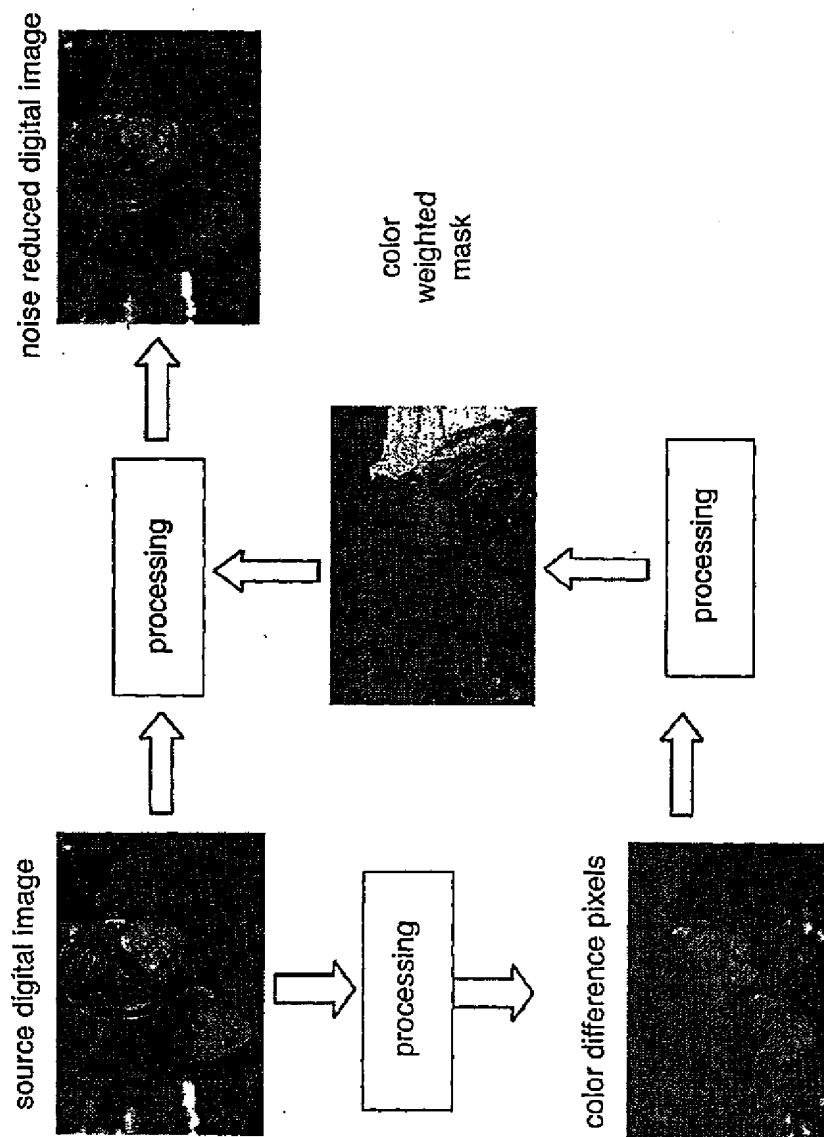 source digital image
noise reduced digital image
processing
processing
color
weighted
mask
color difference pixels
processing